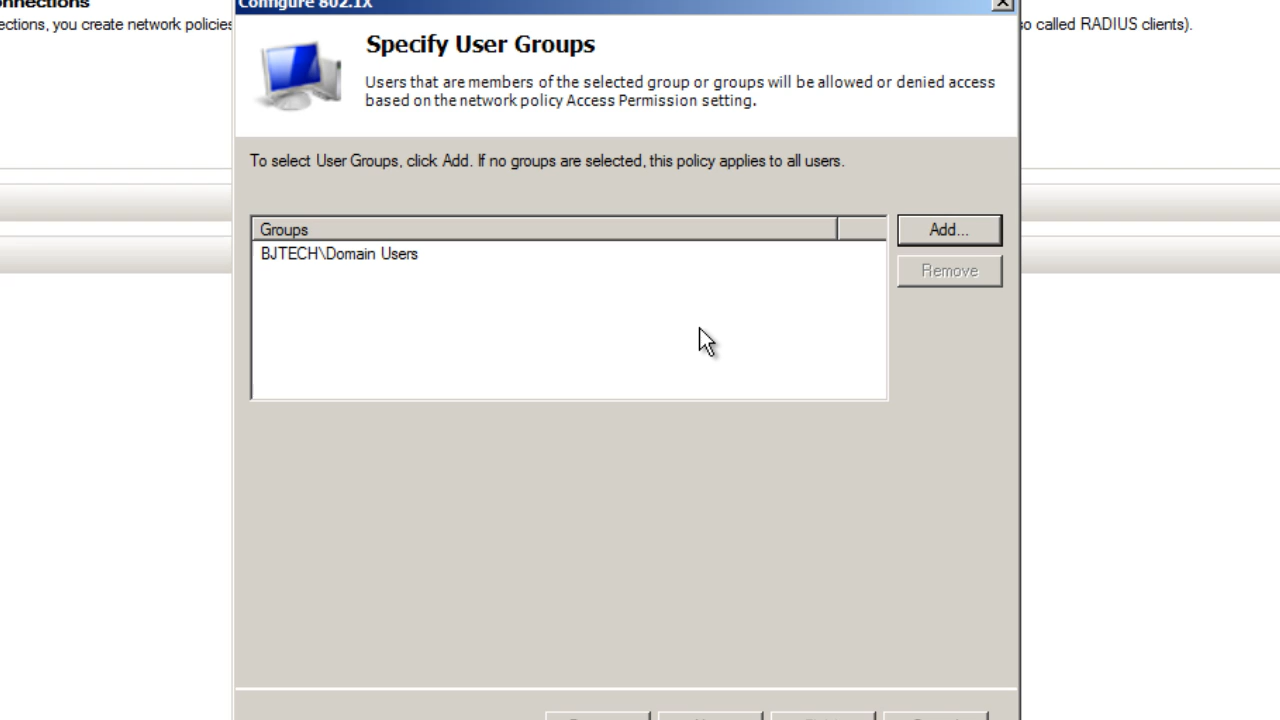 onnections
Configure 802.1X
ections, you create network policies
so called RADIUS clients).
Specify User Groups
Users that are members of the selected group or groups will be allowed or denied access
based on the network policy Access Permission setting.
To select User Groups, click Add. If no groups are selected, this policy applies to all users.
Groups
Add...
BJTECH\Domain Users
Remove